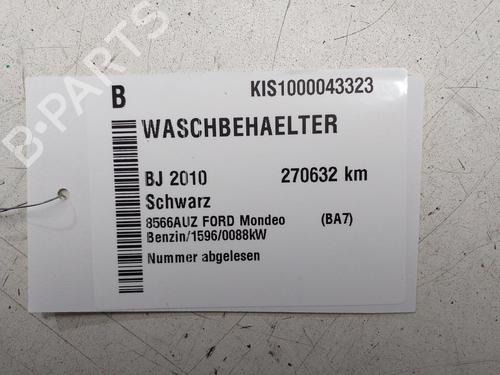 B KIS1000043323
WASCHBEHAELTER
BJ 2010 270632 km
Schwarz
8566AUZ FORD Mondeo (BA7)
Benzin/1596/0088kW
Nummer abgelesen
B-PARTS